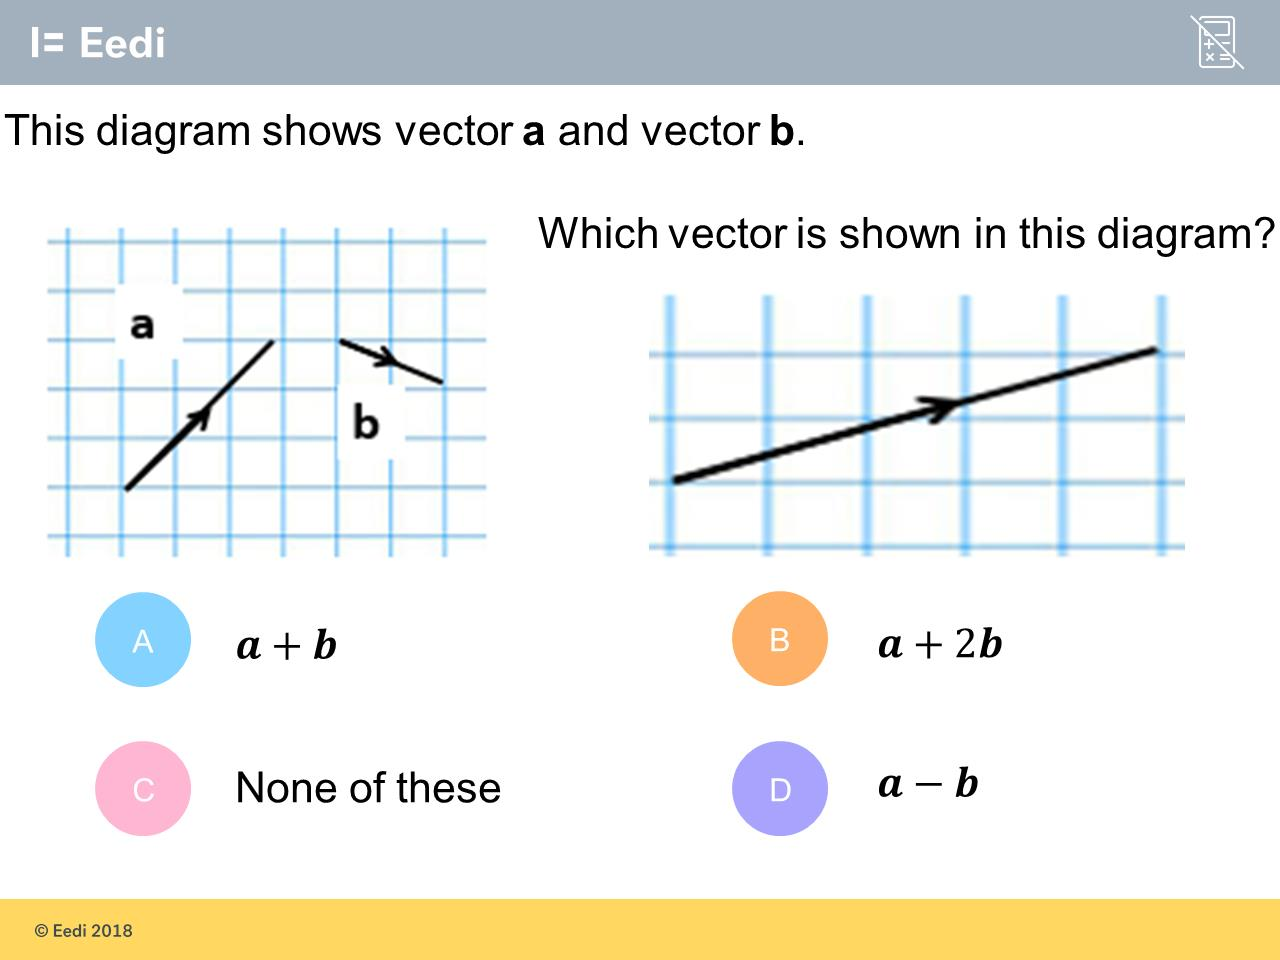 Eedi
This diagram shows vector a and vector b.
Which vector is shown in this diagram?
a
b
A
a + b
B
a + 2b
C
None of these
D
a − b
© Eedi 2018